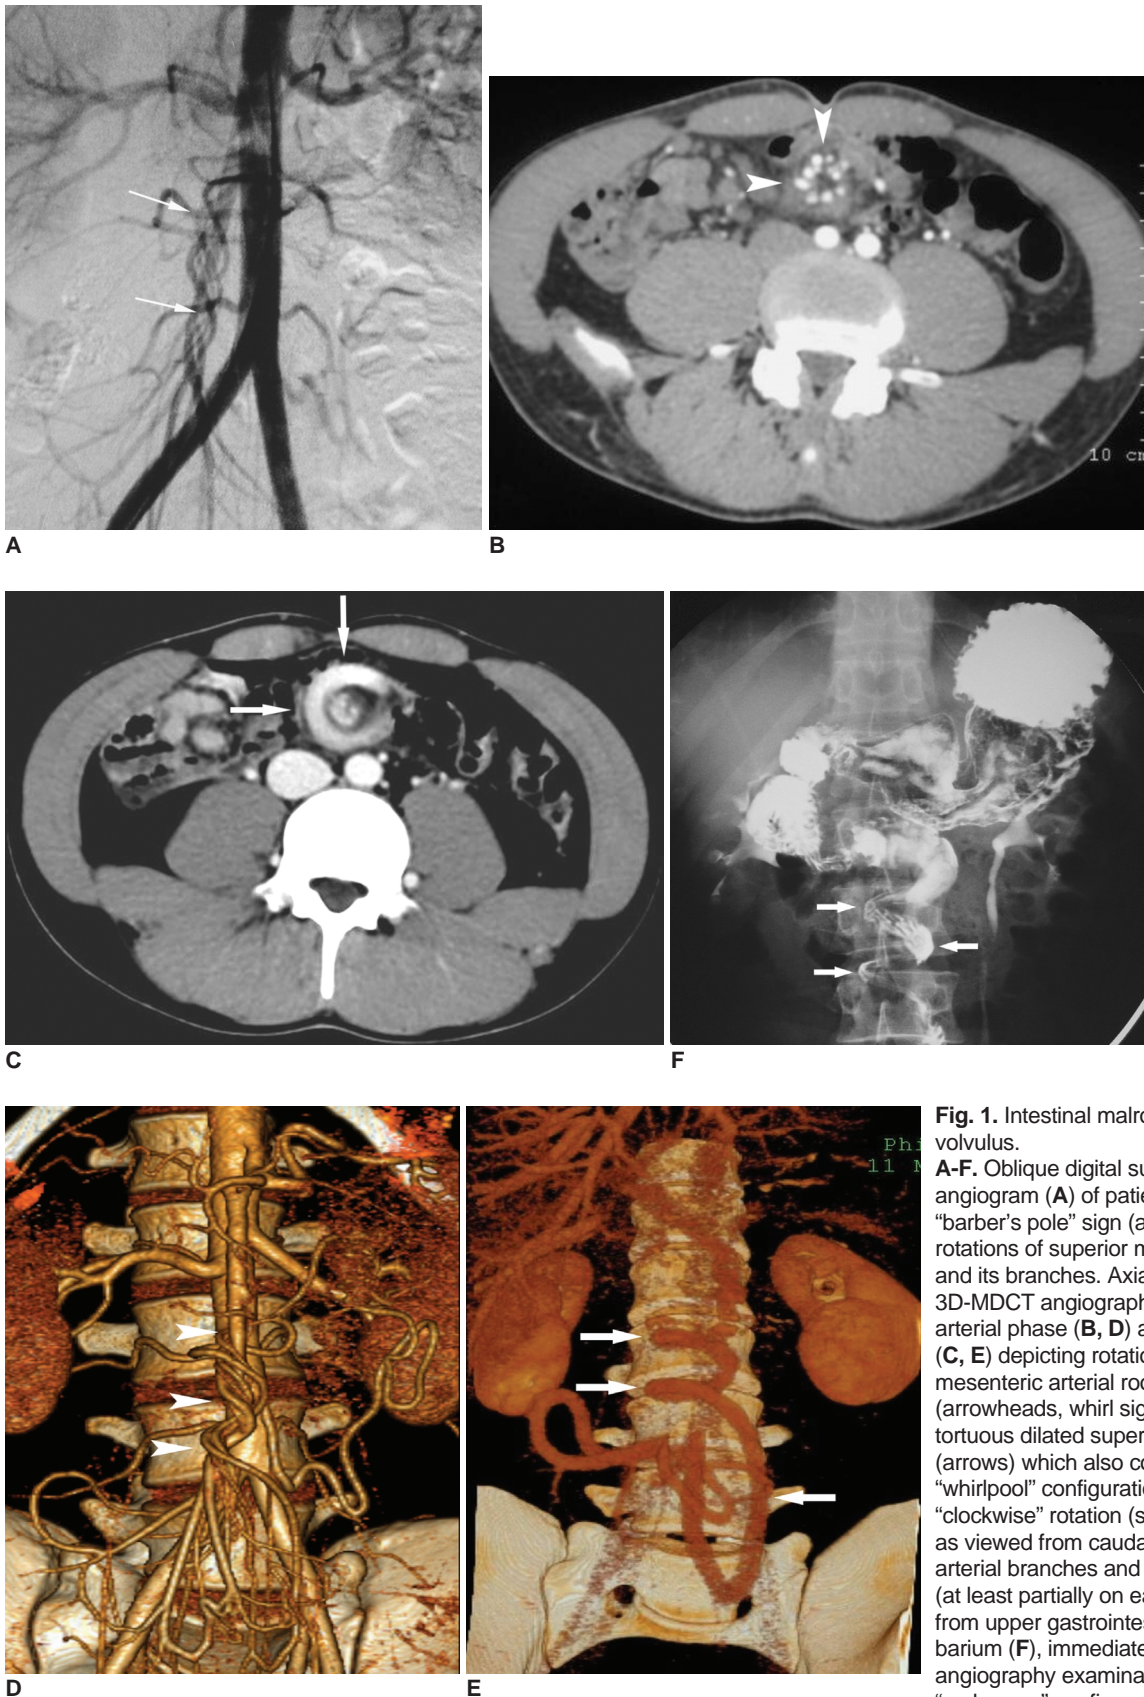 10 cm
A
B
C
F
Phi
11 M
D
E
Fig. 1. Intestinal malro
volvulus.
A-F. Oblique digital su
angiogram (A) of patie
“barber’s pole” sign (a
rotations of superior m
and its branches. Axia
3D-MDCT angiograph
arterial phase (B, D) a
(C, E) depicting rotatio
mesenteric arterial roo
(arrowheads, whirl sig
tortuous dilated super
(arrows) which also co
“whirlpool” configuratio
“clockwise” rotation (s
as viewed from cauda
arterial branches and
(at least partially on ea
from upper gastrointes
barium (F), immediate
angiography examina